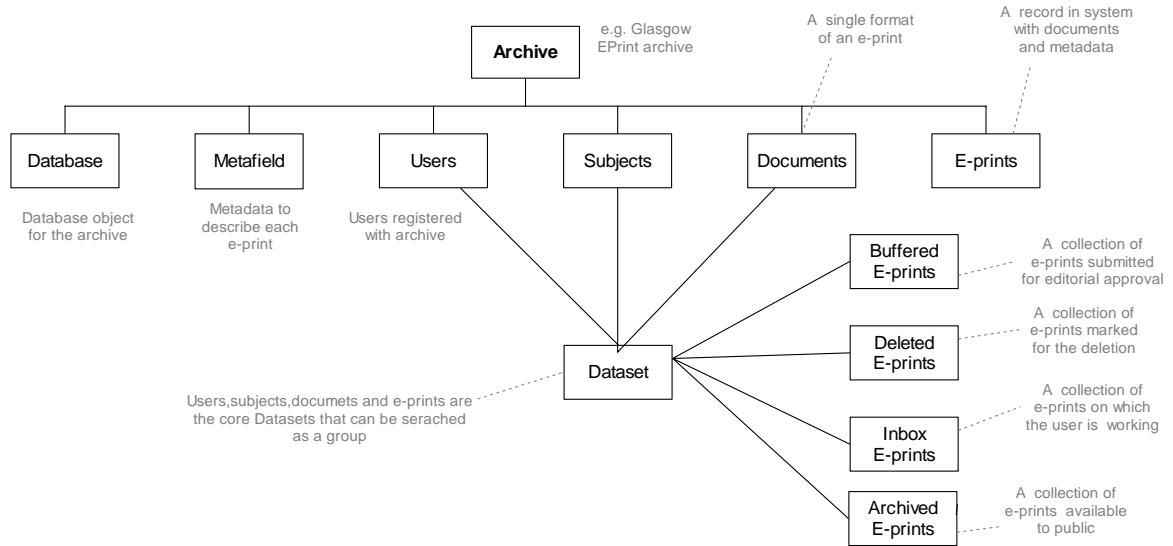 Archive
e.g. Glasgow
EPrint archive
A single format
of an e-print
A record in system
with documents
and metadata
Database
Metafield
Users
Subjects
Documents
E-prints
Database object
for the archive
Metadata to
describe each
e-print
Users registered
with archive
Buffered
E-prints
A collection of
e-prints submitted
for editorial approval
Deleted
E-prints
A collection of
e-prints marked
for the deletion
Dataset
Users,subjects,documets and e-prints are
the core Datasets that can be serached
as a group
Inbox
E-prints
A collection of
e-prints on which
the user is working
Archived
E-prints
A collection of
e-prints available
to public